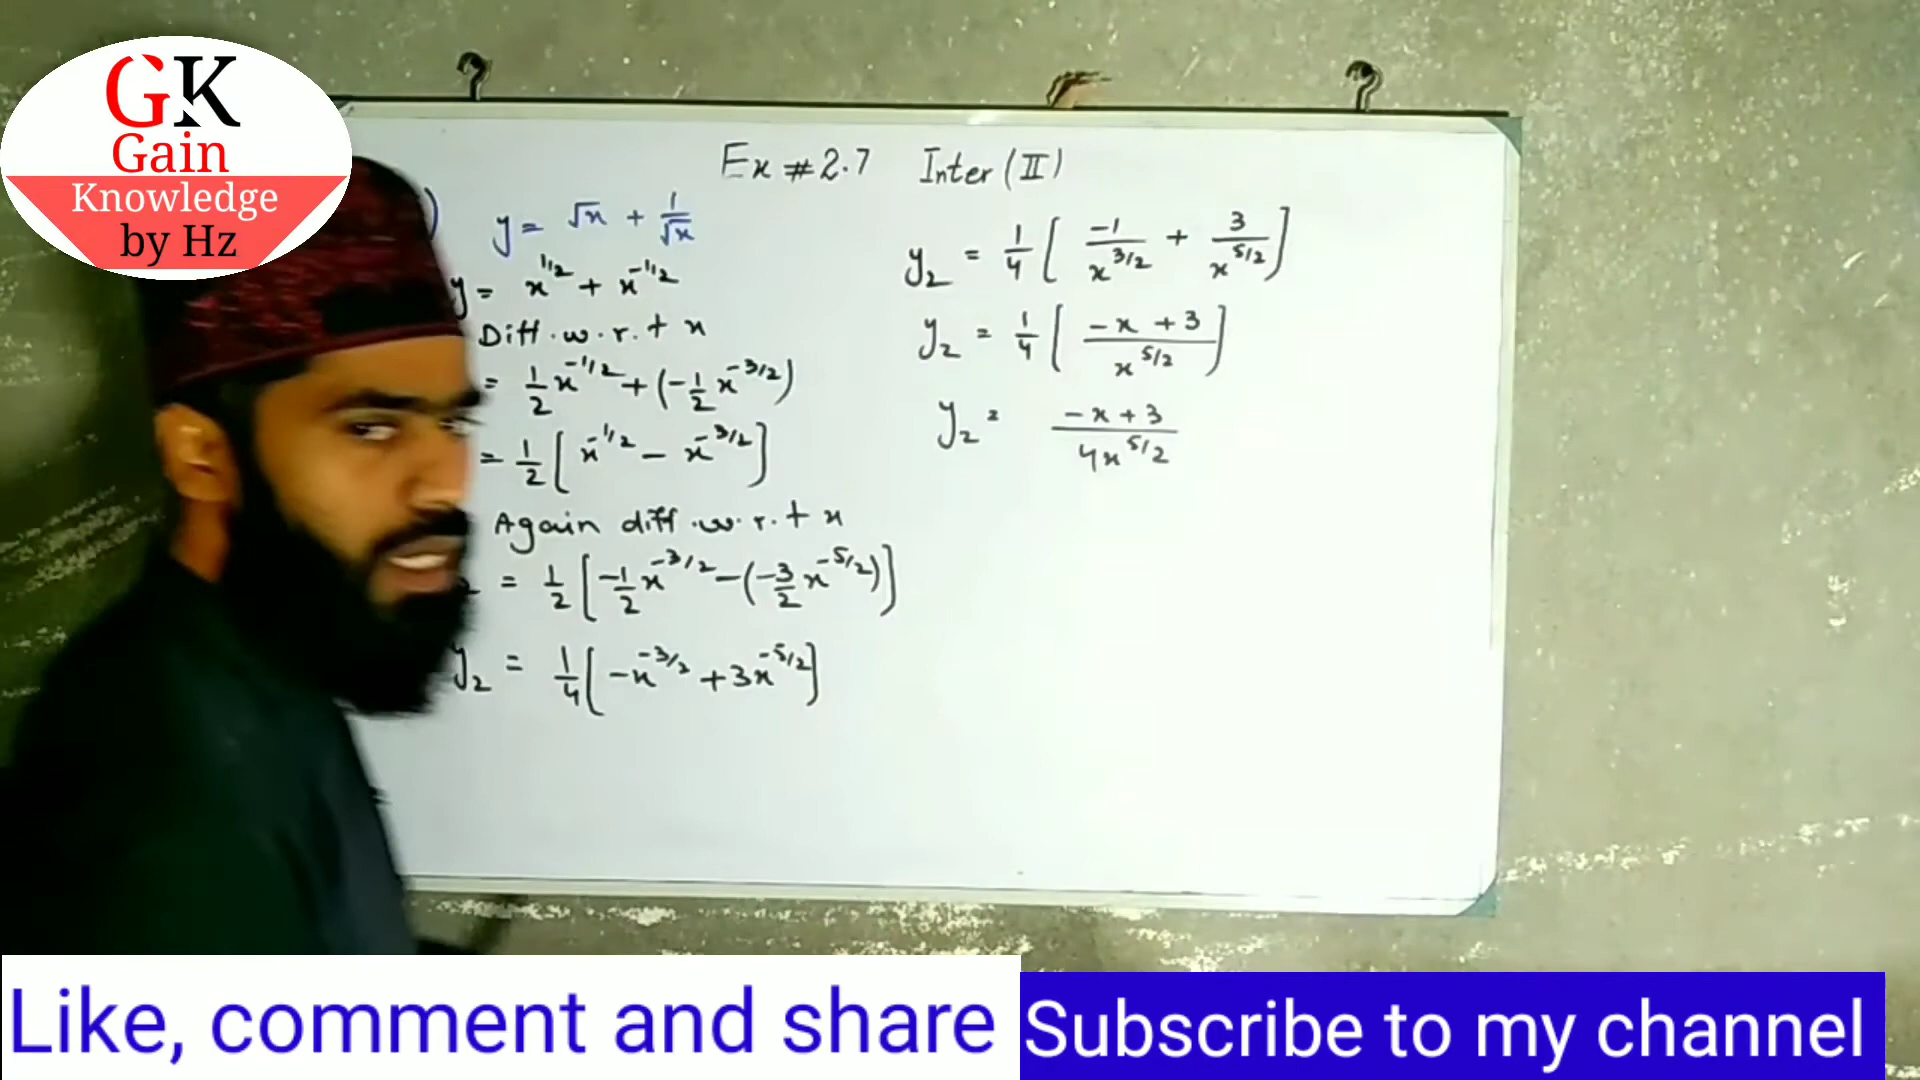 GK
Gain
Knowledge
by Hz
Ex # 2.7 Inter (II)
) y = √x + 1/√x
y = x^1/2 + x^-1/2
Diff. w. r. t x
= 1/2 x^-1/2 + (-1/2 x^-3/2)
= 1/2 [x^-1/2 - x^-3/2]
Again diff. w. r. t x
2 = 1/2 [-1/2 x^-3/2 - (-3/2 x^-5/2)]
y2 = 1/4 [-x^-3/2 + 3x^-5/2]
y2 = 1/4 [-1/x^3/2 + 3/x^5/2]
y2 = 1/4 [-x + 3/x^5/2]
y2 = -x + 3/4x^5/2
Like, comment and share
Subscribe to my channel